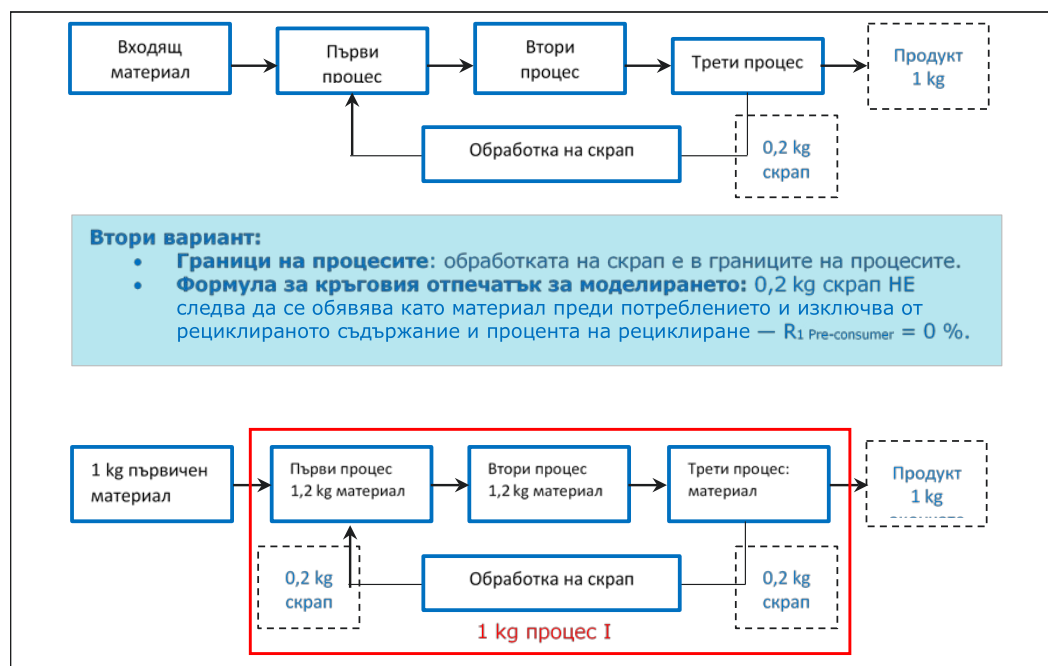 Входящ
материал
Първи
процес
Втори
процес
Трети процес
Продукт
1 kg
Обработка на скрап
0,2 kg
скрап
Втори вариант:
• Граници на процесите: обработката на скрап е в границите на процесите.
• Формула за кръговия отпечатък за моделирането: 0,2 kg скрап НЕ
следва да се обявява като материал преди потреблението и изключва от
рециклираното съдържание и процента на рециклиране — R1 Pre-consumer = 0 %.
1 kg първичен
материал
Първи процес
1,2 kg материал
Втори процес
1,2 kg материал
Трети процес:
материал
Продукт
1 kg
0,2 kg
скрап
Обработка на скрап
0,2 kg
скрап
1 kg процес I